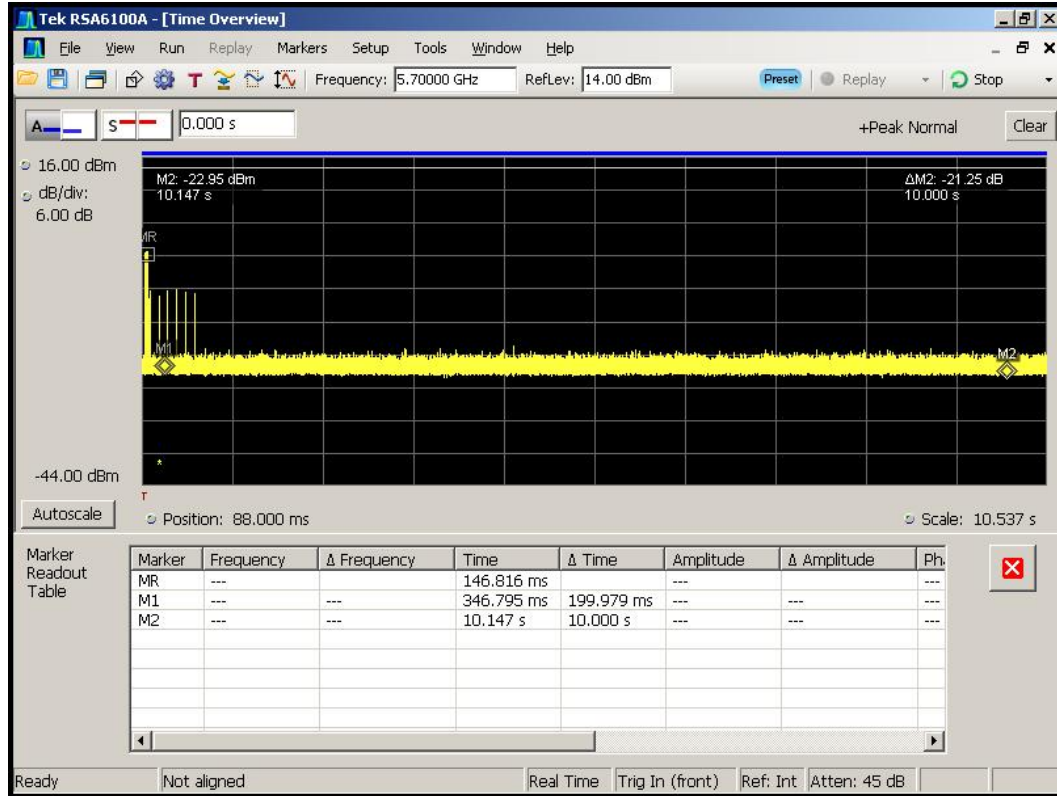 Tek RSA6100A - [Time Overview]
File View Run Replay Markers Setup Tools Window Help
T Frequency: 5.70000 GHz RefLev: 14.00 dBm Preset Replay Stop
A S 0.000 s +Peak Normal Clear
16.00 dBm
dB/div:
6.00 dB
M2: -22.95 dBm
10.147 s
ΔM2: -21.25 dB
10.000 s
MR
M1
M2
-44.00 dBm
T
Autoscale
Position: 88.000 ms
Scale: 10.537 s
Marker Readout Table
Marker Frequency Δ Frequency Time Δ Time Amplitude Δ Amplitude Ph.
MR --- 146.816 ms --- ---
M1 --- --- 346.795 ms 199.979 ms --- --- ---
M2 --- --- 10.147 s 10.000 s --- --- ---
Ready Not aligned Real Time Trig In (front) Ref: Int Atten: 45 dB